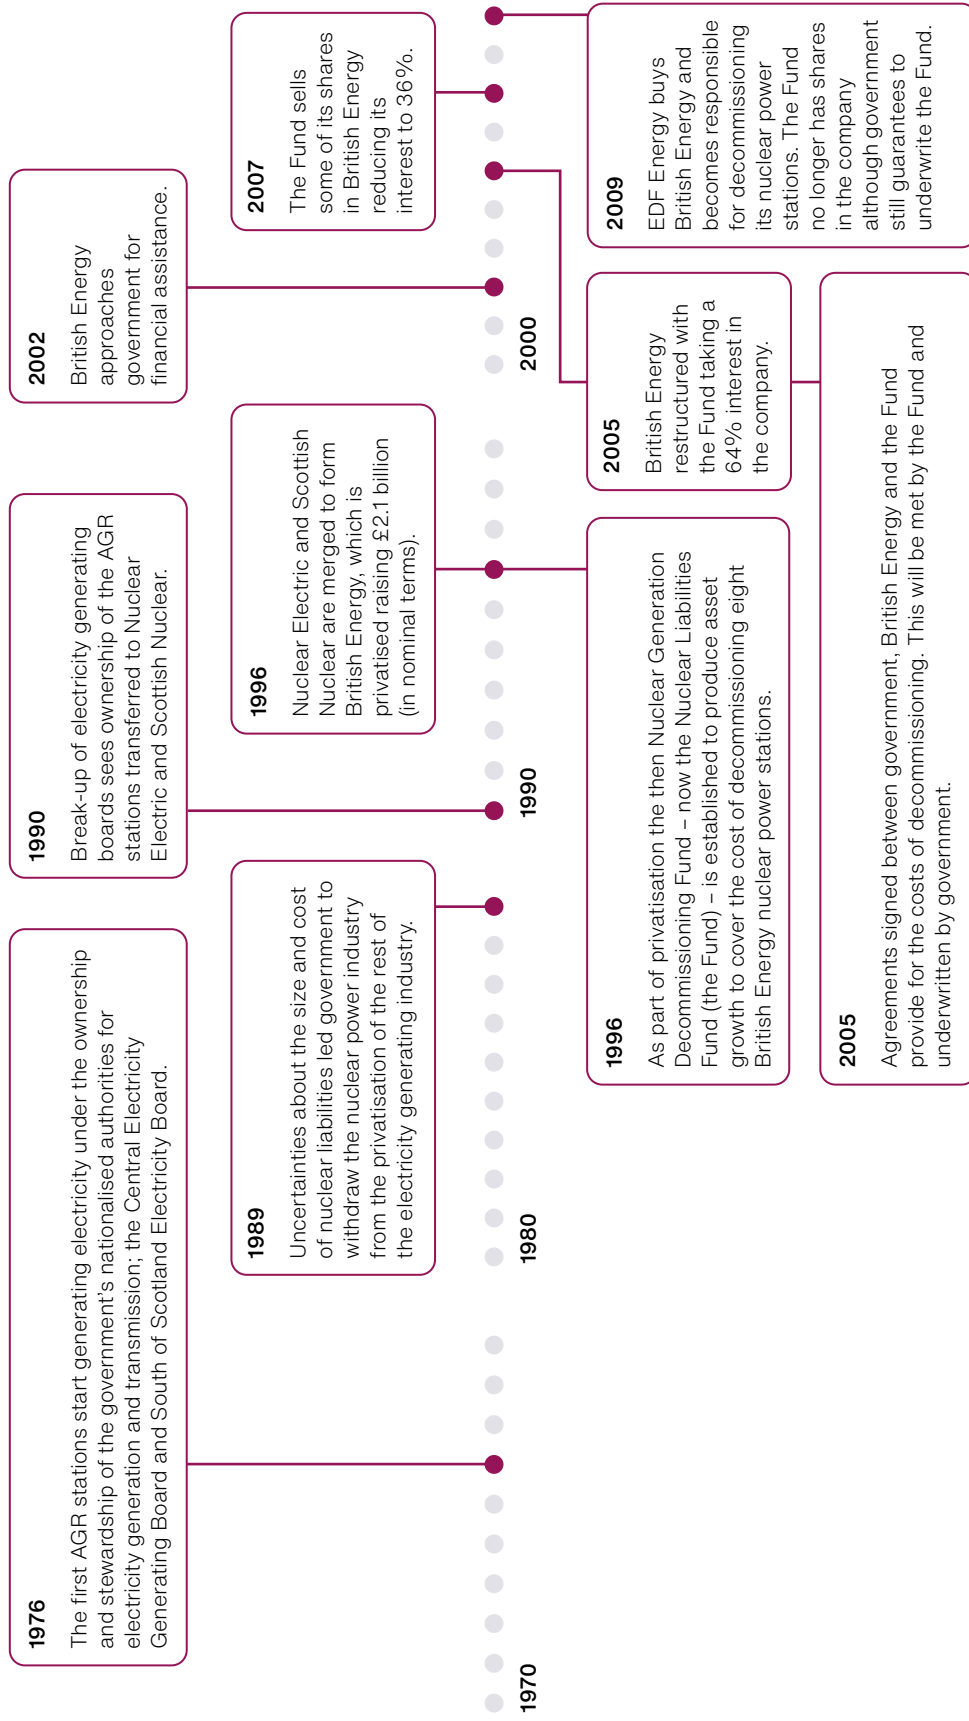 1976
The first AGR stations start generating electricity under the ownership
and stewardship of the government's nationalised authorities for
electricity generation and transmission; the Central Electricity
Generating Board and South of Scotland Electricity Board.
1990
Break-up of electricity generating
boards sees ownership of the AGR
stations transferred to Nuclear
Electric and Scottish Nuclear.
2002
British Energy
approaches
government for
financial assistance.
1989
Uncertainties about the size and cost
of nuclear liabilities led government to
withdraw the nuclear power industry
from the privatisation of the rest of
the electricity generating industry.
1996
Nuclear Electric and Scottish
Nuclear are merged to form
British Energy, which is
privatised raising £2.1 billion
(in nominal terms).
2007
The Fund sells
some of its shares
in British Energy
reducing its
interest to 36%.
1970
1980
1990
2000
1996
As part of privatisation the then Nuclear Generation
Decommissioning Fund – now the Nuclear Liabilities
Fund (the Fund) – is established to produce asset
growth to cover the cost of decommissioning eight
British Energy nuclear power stations.
2005
British Energy
restructured with
the Fund taking a
64% interest in
the company.
2009
EDF Energy buys
British Energy and
becomes responsible
for decommissioning
its nuclear power
stations. The Fund
no longer has shares
in the company
although government
still guarantees to
underwrite the Fund.
2005
Agreements signed between government, British Energy and the Fund
provide for the costs of decommissioning. This will be met by the Fund and
underwritten by government.